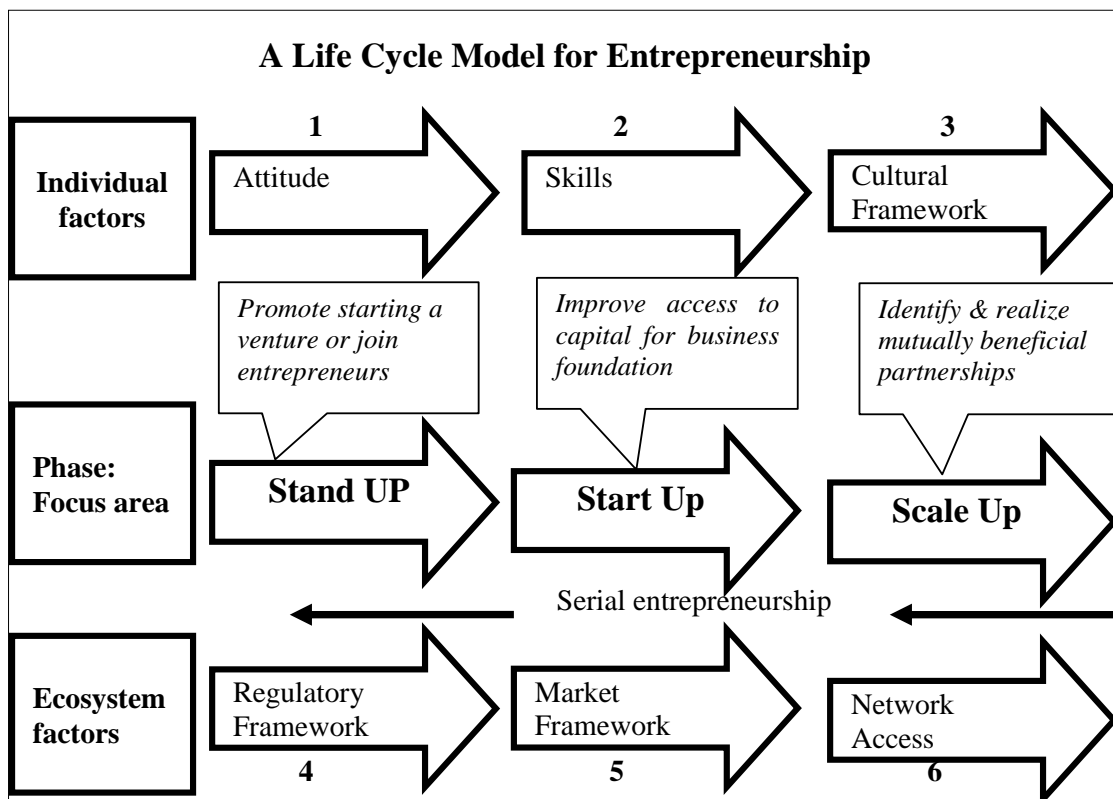 A Life Cycle Model for Entrepreneurship
1
2
3
Individual
factors
Attitude
Skills
Cultural
Framework
Promote starting a
venture or join
entrepreneurs
Improve access to
capital for business
foundation
Identify & realize
mutually beneficial
partnerships
Phase:
Focus area
Stand UP
Start Up
Scale Up
Serial entrepreneurship
Ecosystem
factors
Regulatory
Framework
Market
Framework
Network
Access
4
5
6